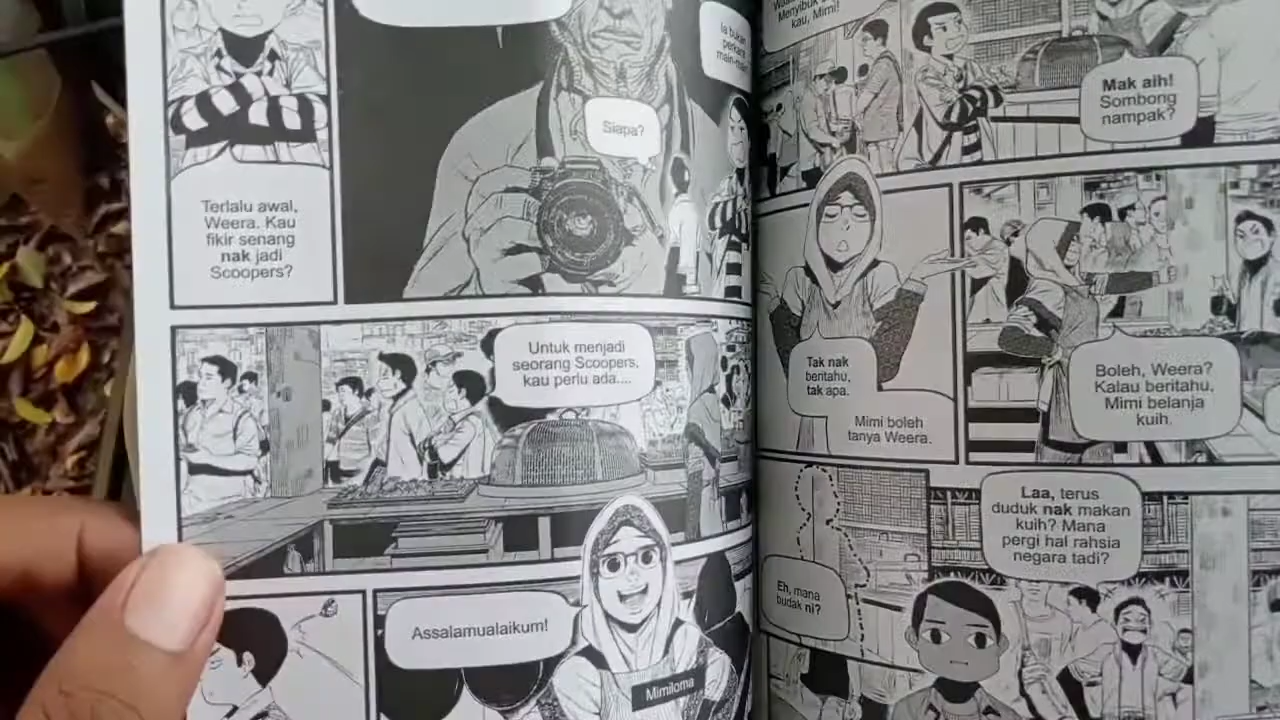 Terlalu awal,
Weera. Kau
fikir senang
nak jadi
Scoopers?
Siapa?
Ia bukan
Untuk menjadi
seorang Scoopers,
kau perlu ada....
Assalamualaikum!
Mimiloma
Menyibuk
kau, Mimi!
Mak aih!
Sombong
nampak?
Tak nak
beritahu,
tak apa.
Mimi boleh
tanya Weera.
Boleh, Weera?
Kalau beritahu,
Mimi belanja
kuih.
Eh, mana
budak ni?
Laa, terus
duduk nak makan
kuih? Mana
pergi hal rahsia
negara tadi?